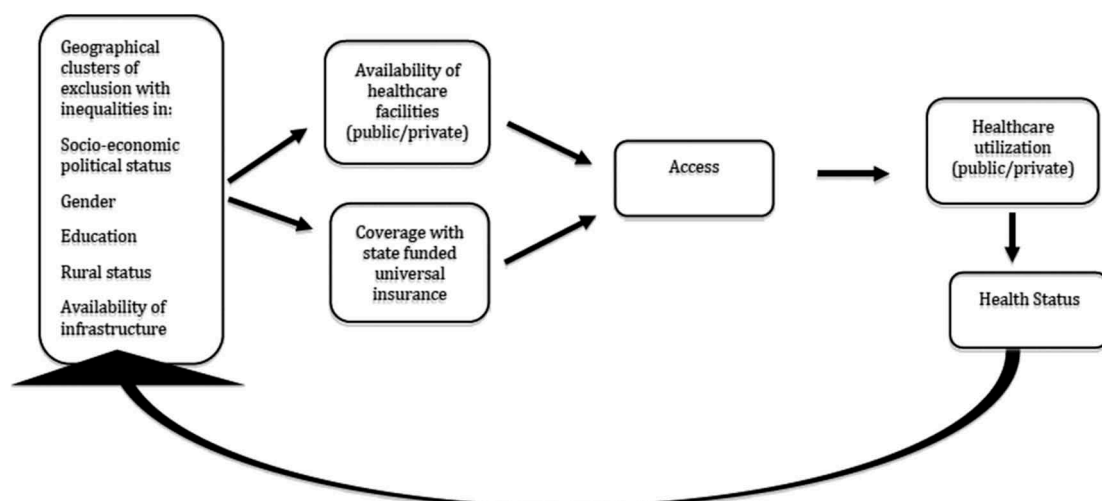 Geographical
clusters of
exclusion with
inequalities in:
Socio-economic
political status
Gender
Education
Rural status
Availability of
infrastructure
Availability of
healthcare
facilities
(public/private)
Coverage with
state funded
universal
insurance
Access
Healthcare
utilization
(public/private)
Health Status